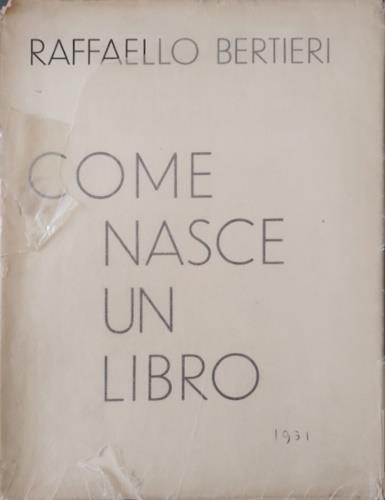 RAFFAELLO BERTIERI
COME
NASCE
UN
LIBRO
1931